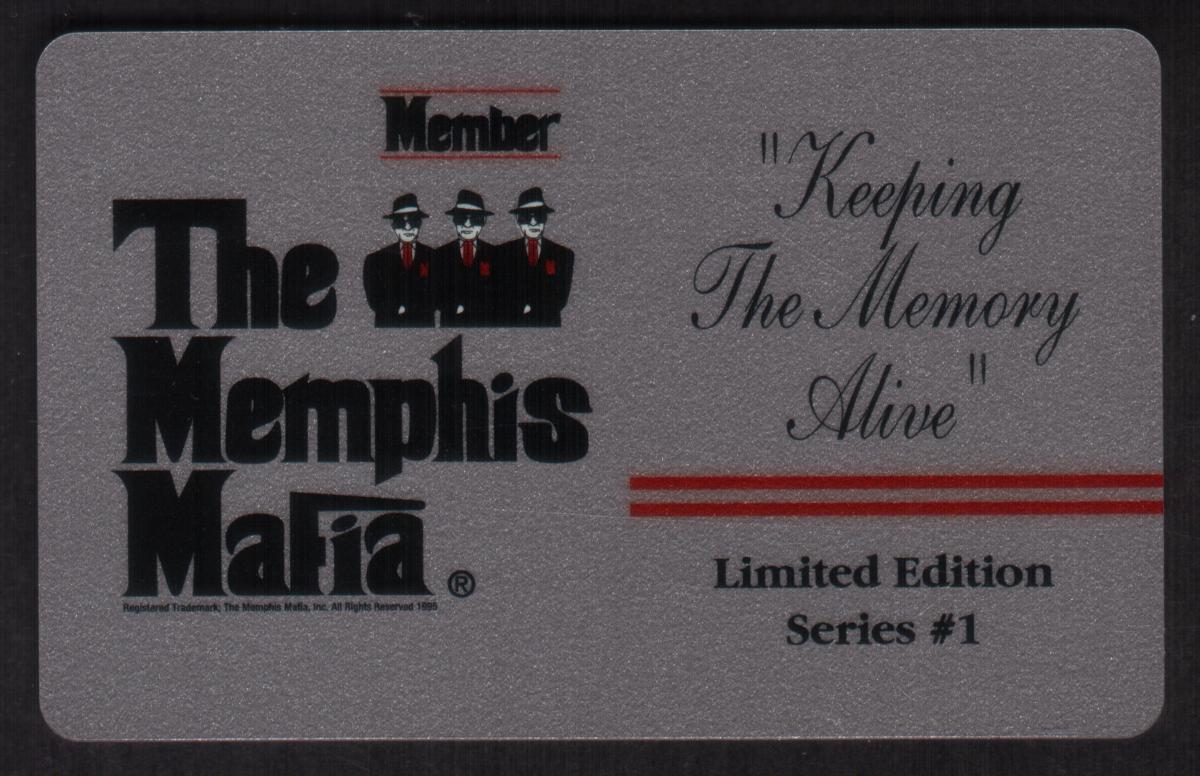 Member
The
Memphis
Mafia®
Registered Trademark; The Memphis Mafia, Inc. All Rights Reserved 1995
"Keeping
The Memory
Alive"
Limited Edition
Series #1